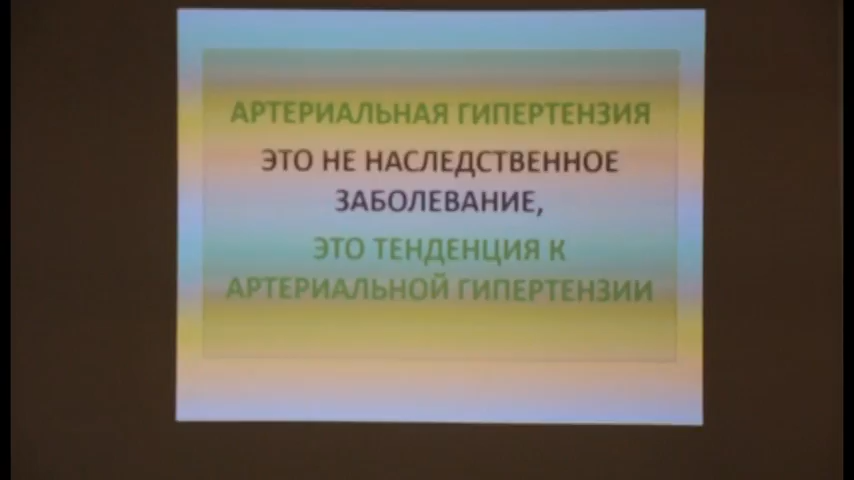 АРТЕРИАЛЬНАЯ ГИПЕРТЕНЗИЯ
ЭТО НЕ НАСЛЕДСТВЕННОЕ
ЗАБОЛЕВАНИЕ,
ЭТО ТЕНДЕНЦИЯ К
АРТЕРИАЛЬНОЙ ГИПЕРТЕНЗИИ